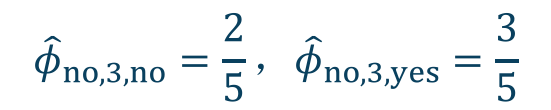 ϕ̂no,3,no = 2/5, ϕ̂no,3,yes = 3/5